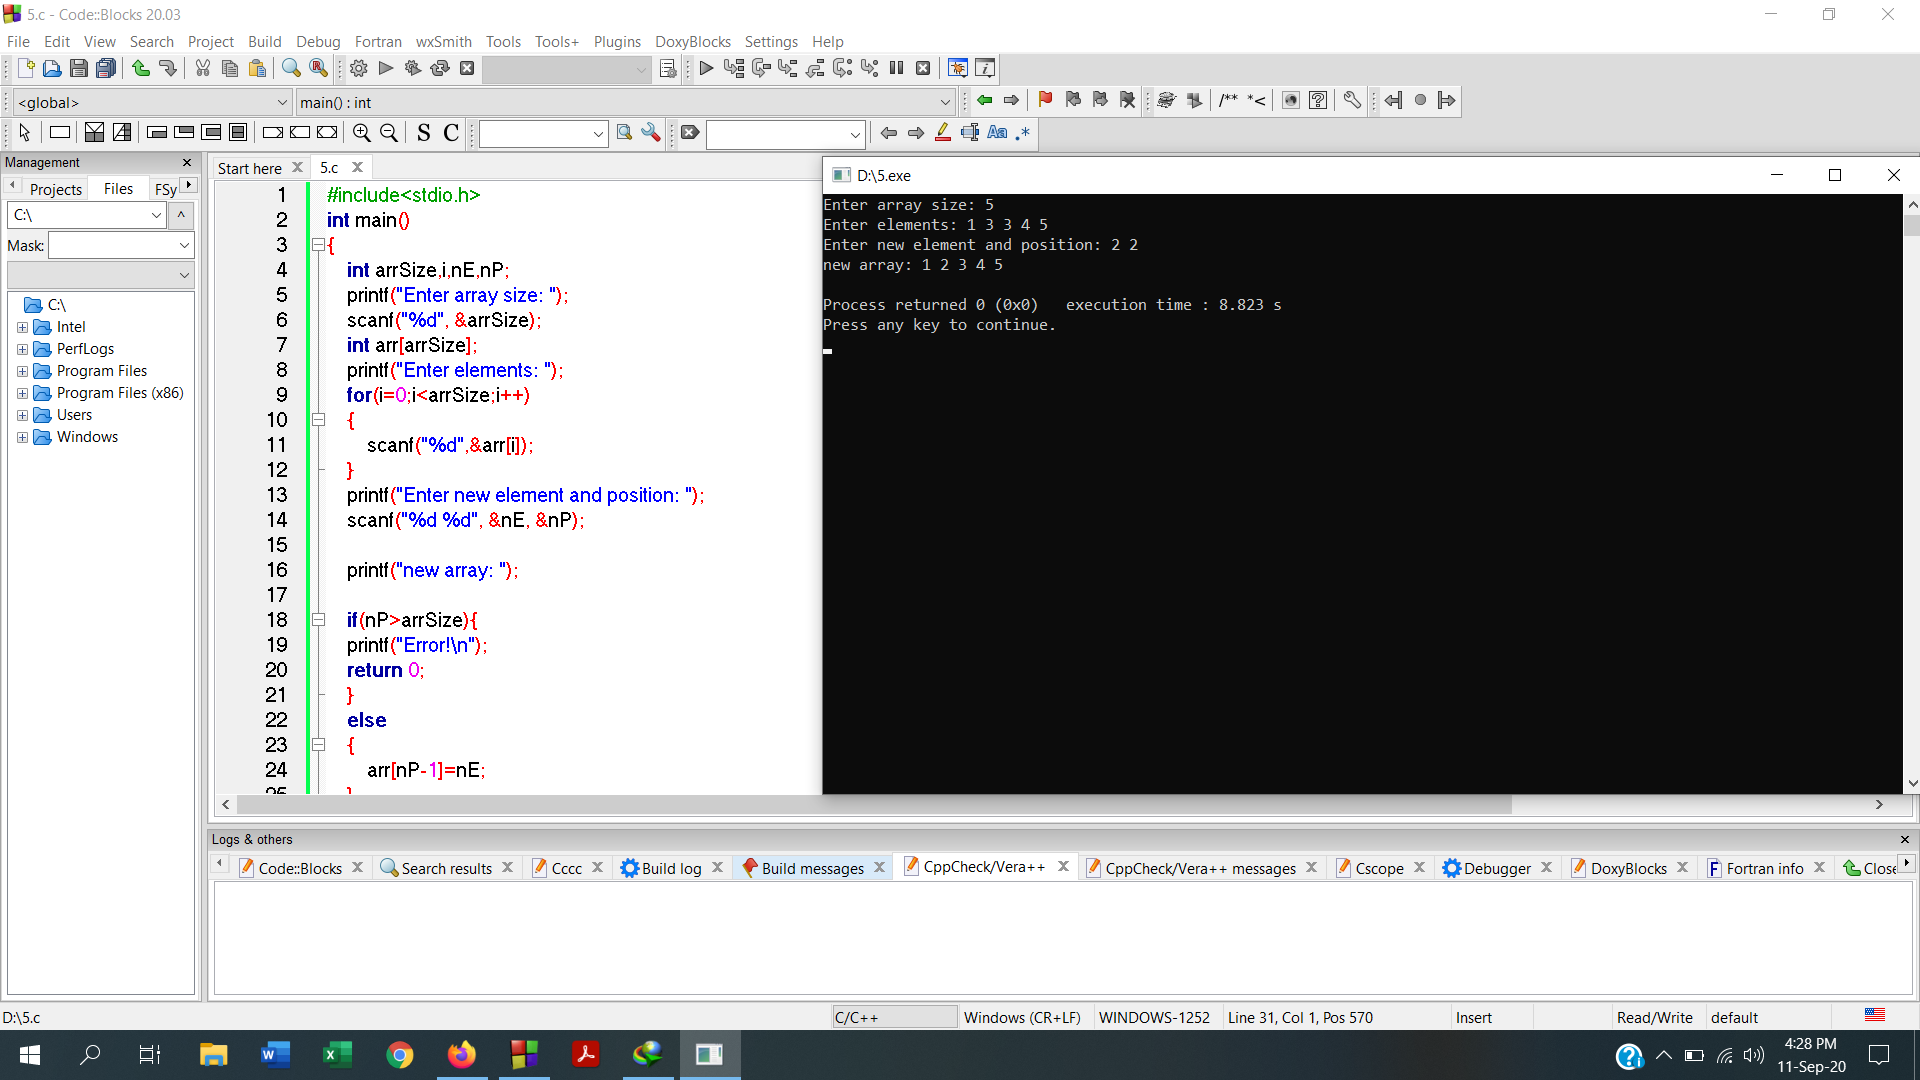 5.c - Code::Blocks 20.03
File Edit View Search Project Build Debug Fortran wxSmith Tools Tools+ Plugins DoxyBlocks Settings Help
<global> main() : int
/** *<
S C Aa .*
Management
Projects Files FSy
C:\
Mask:
C:\
Intel
PerfLogs
Program Files
Program Files (x86)
Users
Windows
Start here 5.c
1 #include<stdio.h>
2 int main()
3 {
4 int arrSize,i,nE,nP;
5 printf("Enter array size: ");
6 scanf("%d", &arrSize);
7 int arr[arrSize];
8 printf("Enter elements: ");
9 for(i=0;i<arrSize;i++)
10 {
11 scanf("%d",&arr[i]);
12 }
13 printf("Enter new element and position: ");
14 scanf("%d %d", &nE, &nP);
15
16 printf("new array: ");
17
18 if(nP>arrSize){
19 printf("Error!\n");
20 return 0;
21 }
22 else
23 {
24 arr[nP-1]=nE;
25 }
D:\5.exe
Enter array size: 5
Enter elements: 1 3 3 4 5
Enter new element and position: 2 2
new array: 1 2 3 4 5
Process returned 0 (0x0) execution time : 8.823 s
Press any key to continue.
Logs & others
Code::Blocks Search results Cccc Build log Build messages CppCheck/Vera++ CppCheck/Vera++ messages Cscope Debugger DoxyBlocks Fortran info Close
D:\5.c C/C++ Windows (CR+LF) WINDOWS-1252 Line 31, Col 1, Pos 570 Insert Read/Write default
4:28 PM
11-Sep-20